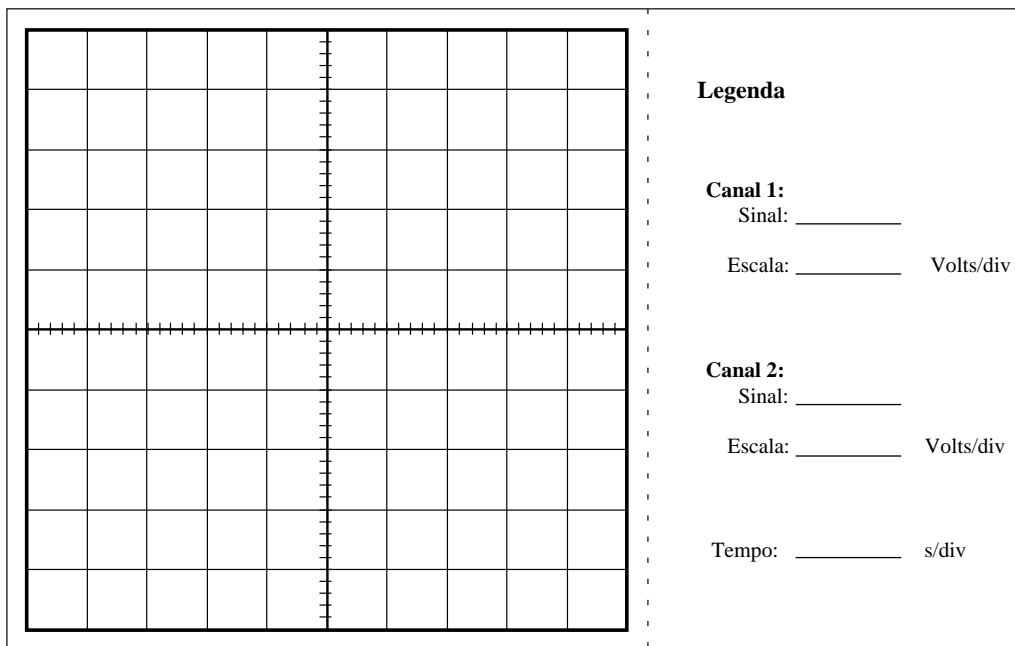 Legenda
Canal 1:
Sinal:
Escala: Volts/div
Canal 2:
Sinal:
Escala: Volts/div
Tempo: s/div